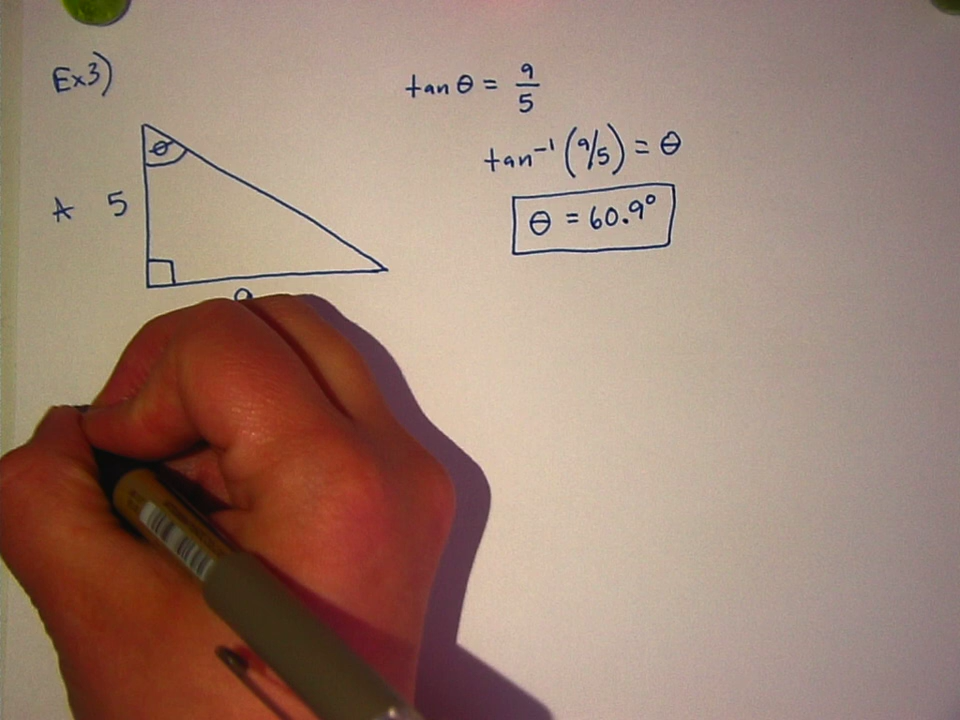 Ex3)
tan θ = 9/5
tan⁻¹ (9/5) = θ
θ = 60.9°
θ
A 5